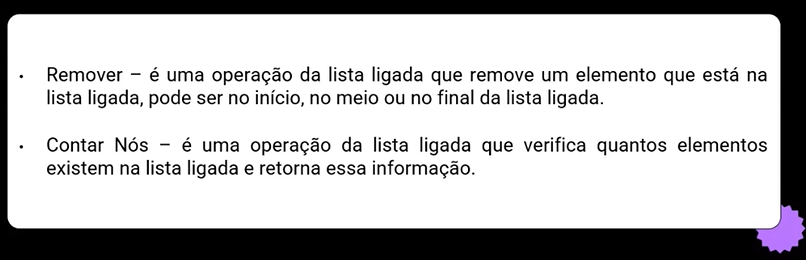 • Remover – é uma operação da lista ligada que remove um elemento que está na
lista ligada, pode ser no início, no meio ou no final da lista ligada.
• Contar Nós – é uma operação da lista ligada que verifica quantos elementos
existem na lista ligada e retorna essa informação.